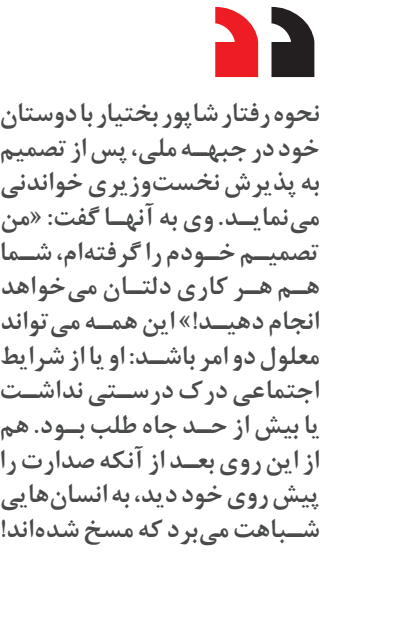 نحوه رفتار شاپور بختیار با دوستان
خود در جبهه ملی، پس از تصمیم
به پذیرش نخست‌وزیری خواندنی
می‌نماید. وی به آنها گفت: «من
تصمیم خودم را گرفته‌ام، شما
هم هر کاری دلتان می‌خواهد
انجام دهید!» این همه می‌تواند
معلول دو امر باشد: او یا از شرایط
اجتماعی درک درستی نداشت
یا بیش از حد جاه طلب بود. هم
از این روی بعد از آنکه صدارت را
پیش روی خود دید، به انسان‌هایی
شباهت می‌برد که مسخ شده‌اند!